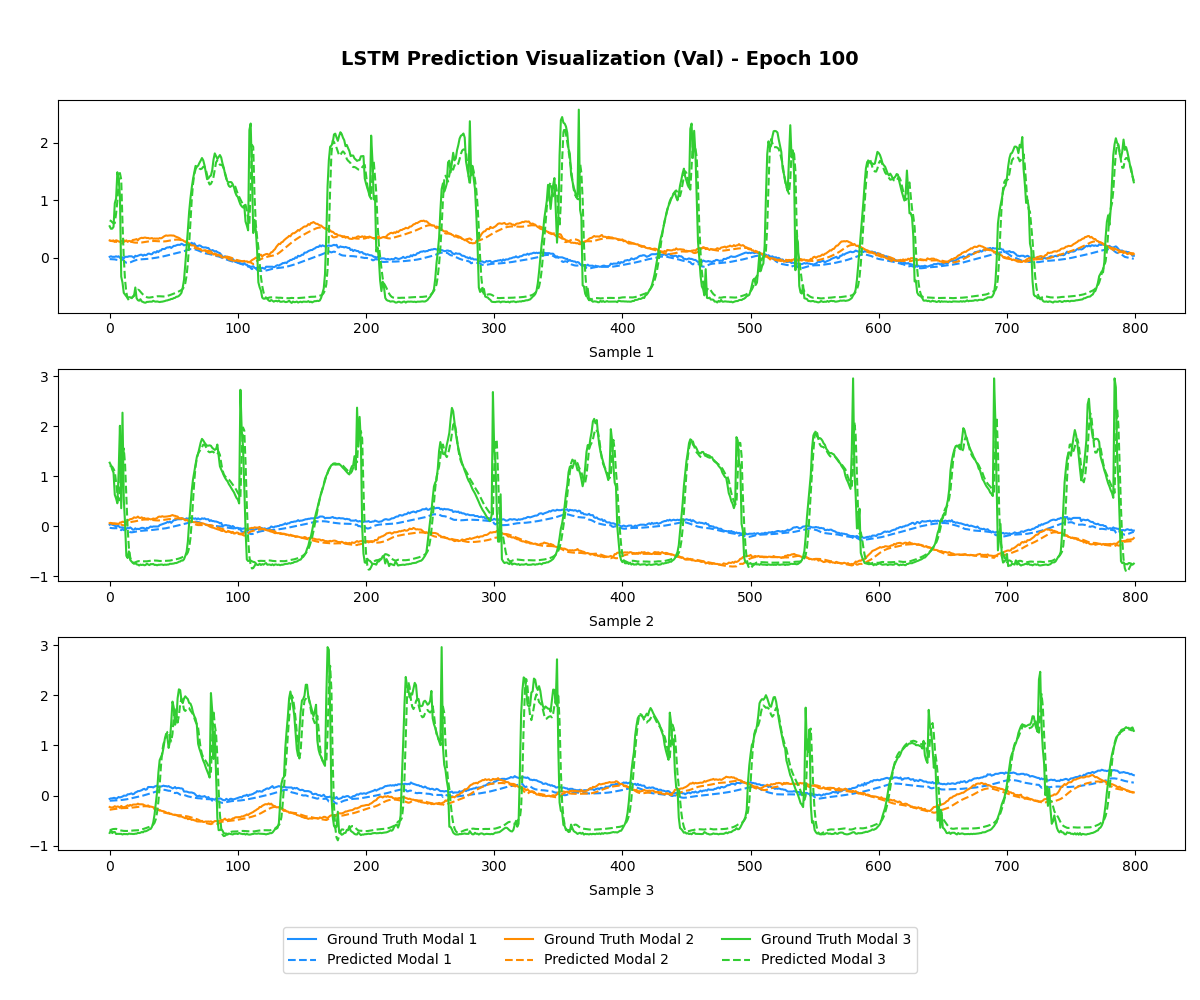 LSTM Prediction Visualization (Val) - Epoch 100
2
1
0
0 100 200 300 400 500 600 700 800
Sample 1
3
2
1
0
−1
0 100 200 300 400 500 600 700 800
Sample 2
3
2
1
0
−1
0 100 200 300 400 500 600 700 800
Sample 3
Ground Truth Modal 1 Ground Truth Modal 2 Ground Truth Modal 3
Predicted Modal 1 Predicted Modal 2 Predicted Modal 3